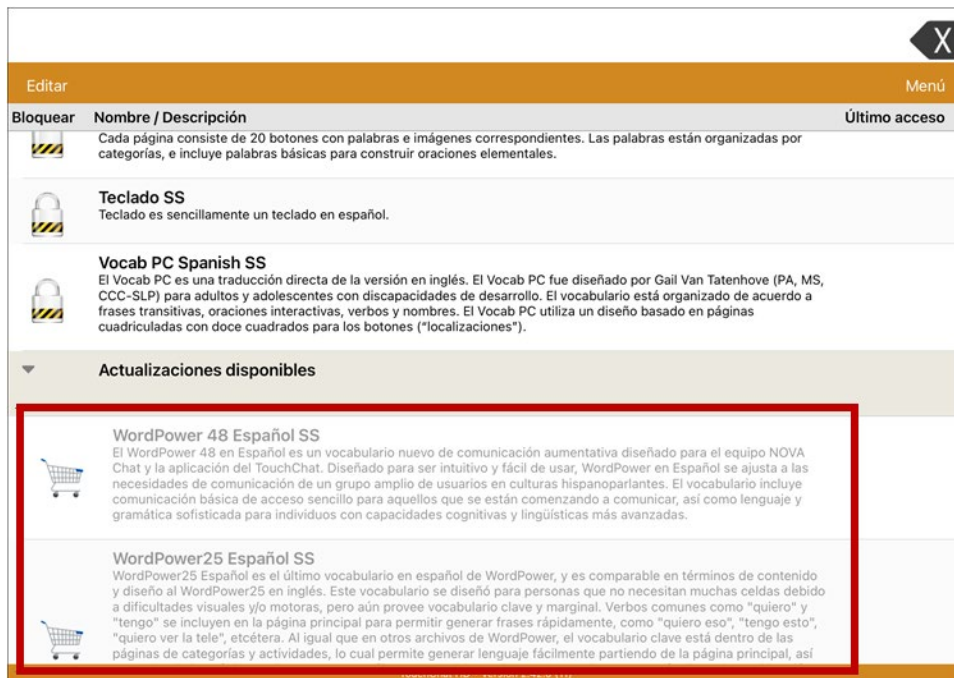 X
Editar Menú
Bloquear Nombre / Descripción Último acceso
Cada página consiste de 20 botones con palabras e imágenes correspondientes. Las palabras están organizadas por
categorías, e incluye palabras básicas para construir oraciones elementales.
Teclado SS
Teclado es sencillamente un teclado en español.
Vocab PC Spanish SS
El Vocab PC es una traducción directa de la versión en inglés. El Vocab PC fue diseñado por Gail Van Tatenhove (PA, MS,
CCC-SLP) para adultos y adolescentes con discapacidades de desarrollo. El vocabulario está organizado de acuerdo a
frases transitivas, oraciones interactivas, verbos y nombres. El Vocab PC utiliza un diseño basado en páginas
cuadriculadas con doce cuadrados para los botones ("localizaciones").
Actualizaciones disponibles
WordPower 48 Español SS
El WordPower 48 en Español es un vocabulario nuevo de comunicación aumentativa diseñado para el equipo NOVA
Chat y la aplicación del TouchChat. Diseñado para ser intuitivo y fácil de usar, WordPower en Español se ajusta a las
necesidades de comunicación de un grupo amplio de usuarios en culturas hispanoparlantes. El vocabulario incluye
comunicación básica de acceso sencillo para aquellos que se están comenzando a comunicar, así como lenguaje y
gramática sofisticada para individuos con capacidades cognitivas y lingüísticas más avanzadas.
WordPower25 Español SS
WordPower25 Español es el último vocabulario en español de WordPower, y es comparable en términos de contenido
y diseño al WordPower25 en inglés. Este vocabulario se diseñó para personas que no necesitan muchas celdas debido
a dificultades visuales y/o motoras, pero aún provee vocabulario clave y marginal. Verbos comunes como "quiero" y
"tengo" se incluyen en la página principal para permitir generar frases rápidamente, como "quiero eso", "tengo esto",
"quiero ver la tele", etcétera. Al igual que en otros archivos de WordPower, el vocabulario clave está dentro de las
páginas de categorías y actividades, lo cual permite generar lenguaje fácilmente partiendo de la página principal, así